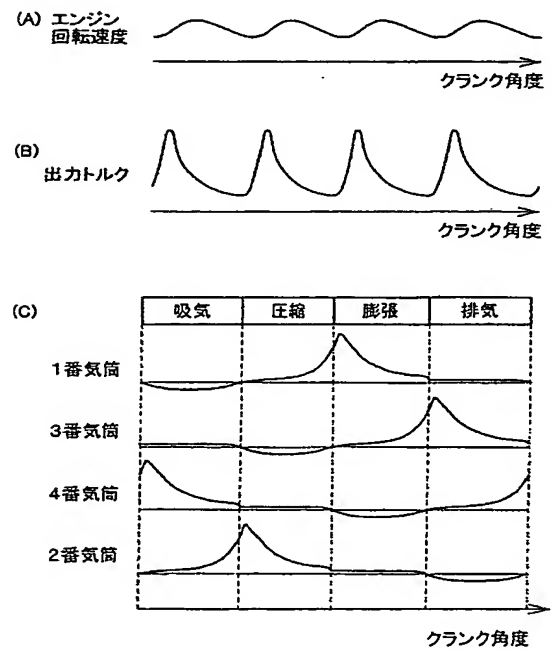 (A) エンジン
回転速度
クランク角度
(B)
出力トルク
クランク角度
(C)
吸気 圧縮 膨張 排気
1番気筒
3番気筒
4番気筒
2番気筒
クランク角度